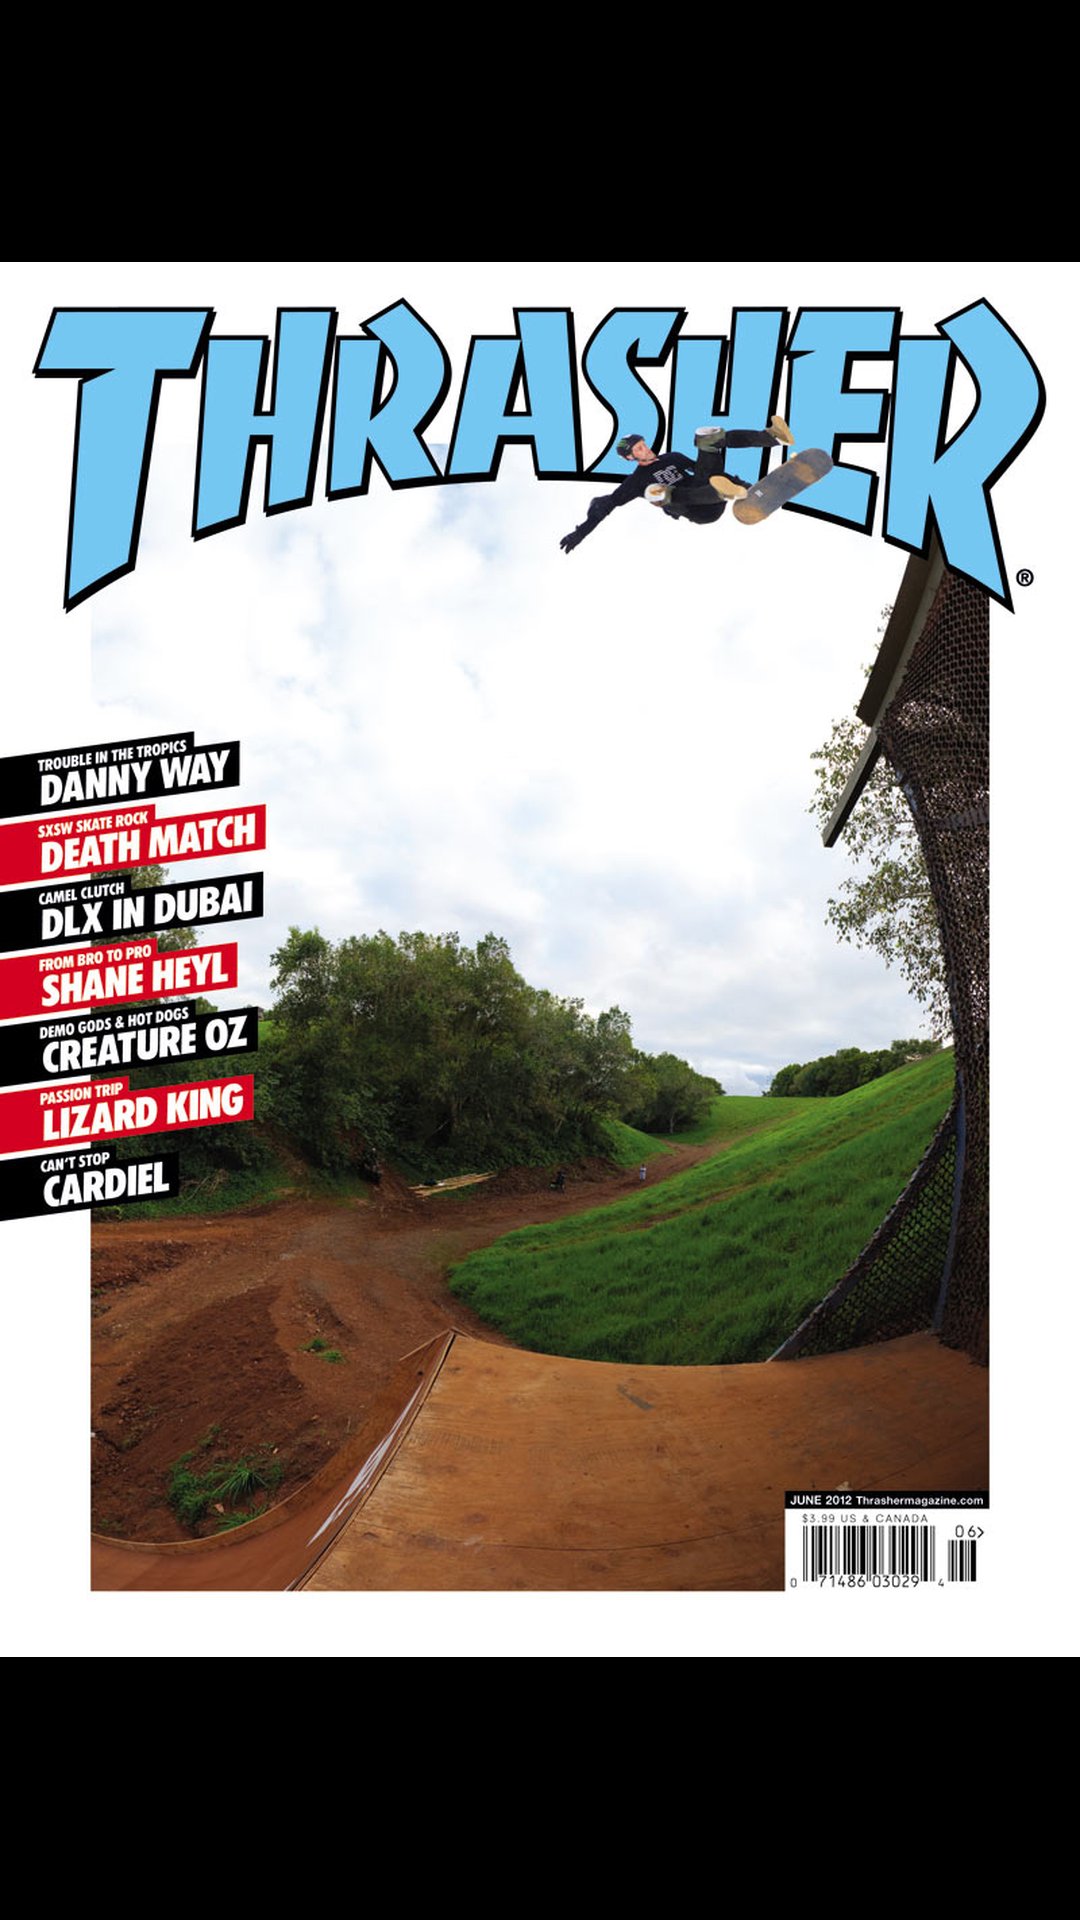 THRASHER
®
TROUBLE IN THE TROPICS
DANNY WAY
SXSW SKATE ROCK
DEATH MATCH
CAMEL CLUTCH
DLX IN DUBAI
FROM BRO TO PRO
SHANE HEYL
DEMO GODS & HOT DOGS
CREATURE OZ
PASSION TRIP
LIZARD KING
CAN'T STOP
CARDIEL
JUNE 2012 Thrashermagazine.com
$3.99 US & CANADA
06>
0 71486 03029 4